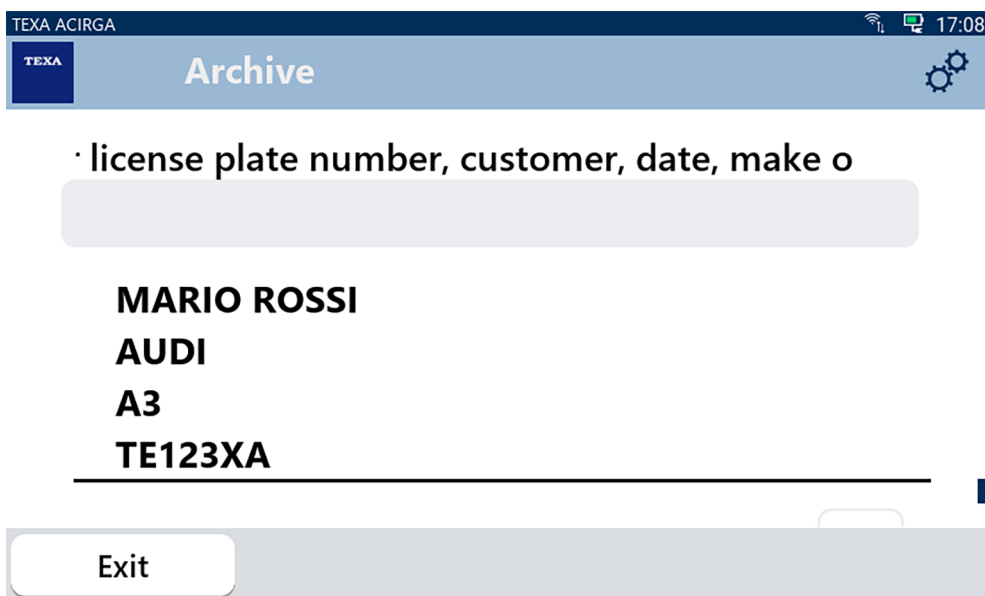 TEXA ACIRGA 17:08
TEXA
Archive
license plate number, customer, date, make o
MARIO ROSSI
AUDI
A3
TE123XA
Exit